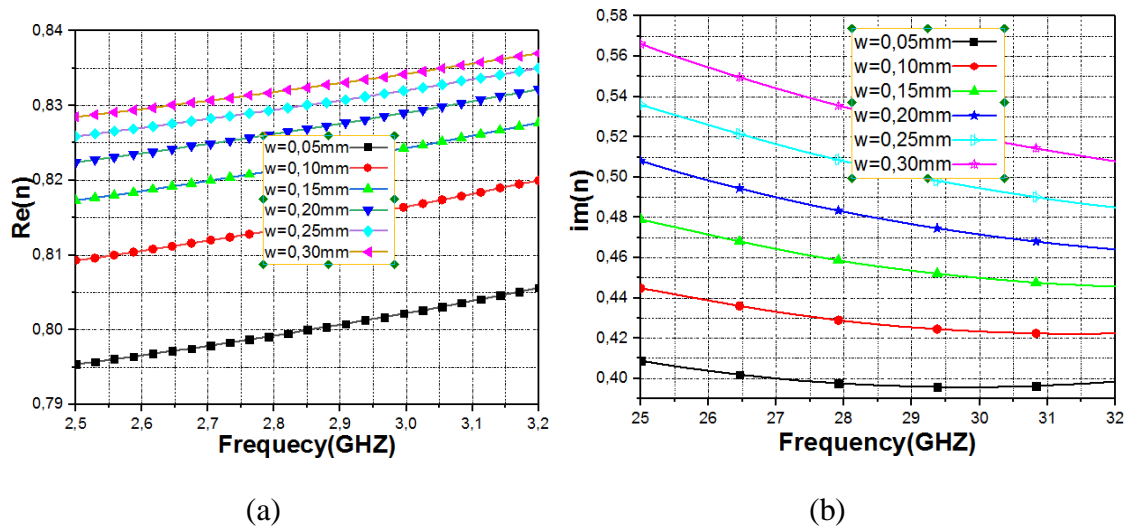 0,84
0,83
0,82
0,81
0,80
0,79
Re(n)
w=0,05mm
w=0,10mm
w=0,15mm
w=0,20mm
w=0,25mm
w=0,30mm
2,5 2,6 2,7 2,8 2,9 3,0 3,1 3,2
Frequecy(GHZ)
(a)
0,60
0,58
0,56
0,54
0,52
0,50
0,48
0,46
0,44
0,42
0,40
im(n)
w=0,05mm
w=0,10mm
w=0,15mm
w=0,20mm
w=0,25mm
w=0,30mm
25 26 27 28 29 30 31 32
Frequency(GHZ)
(b)